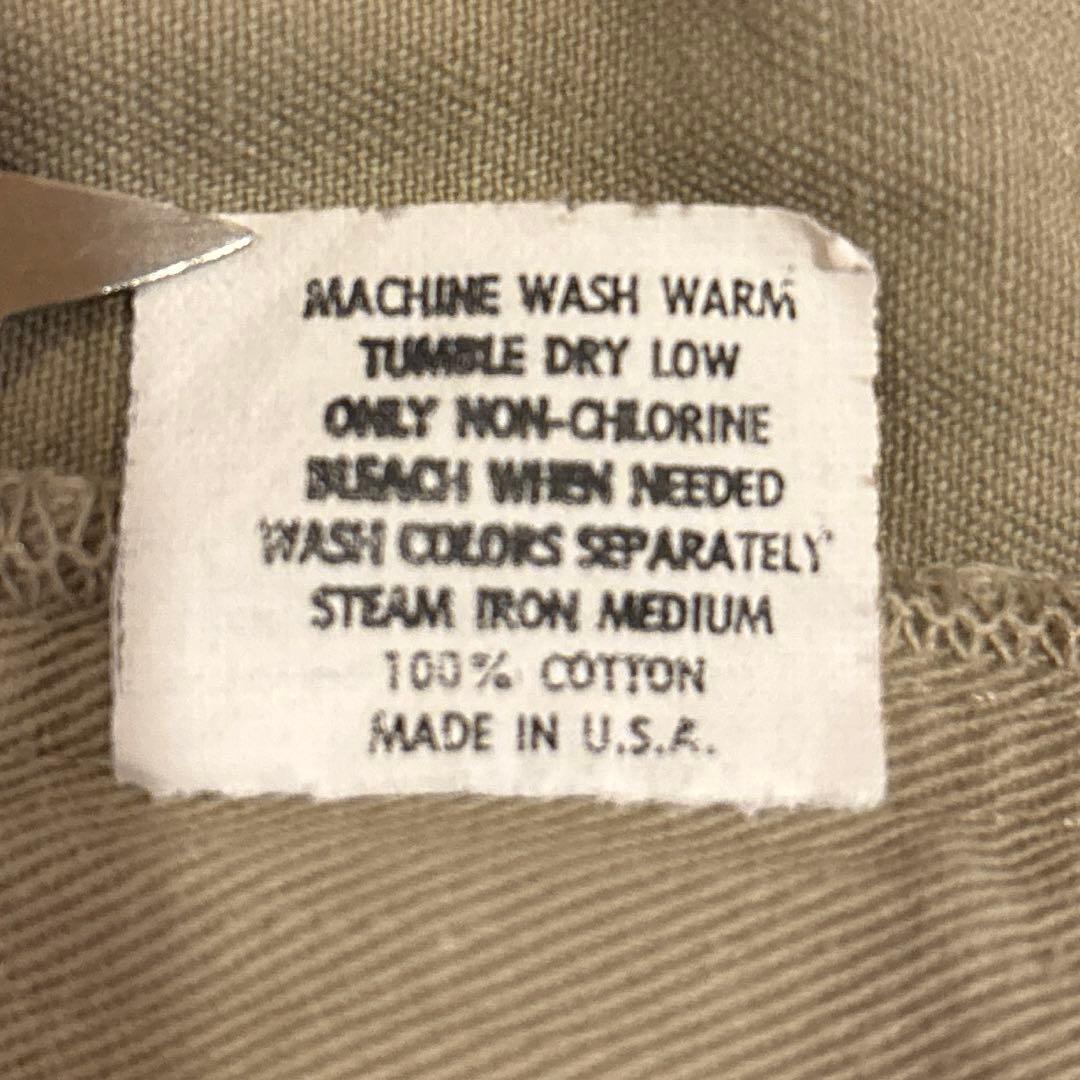 MACHINE WASH WARM
TUMBLE DRY LOW
ONLY NON-CHLORINE
BLEACH WHEN NEEDED
WASH COLORS SEPARATELY
STEAM IRON MEDIUM
100% COTTON
MADE IN U.S.A.